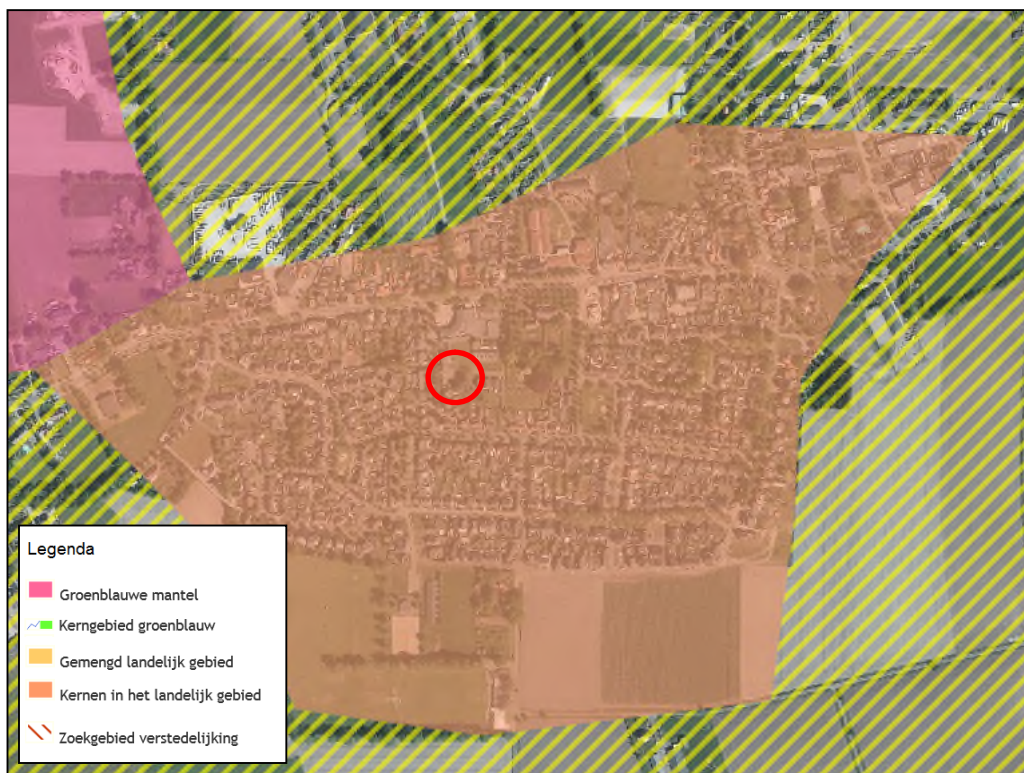 Legenda
Groenblauwe mantel
Kerngebied groenblauw
Gemengd landelijk gebied
Kernen in het landelijk gebied
Zoekgebied verstedelijking